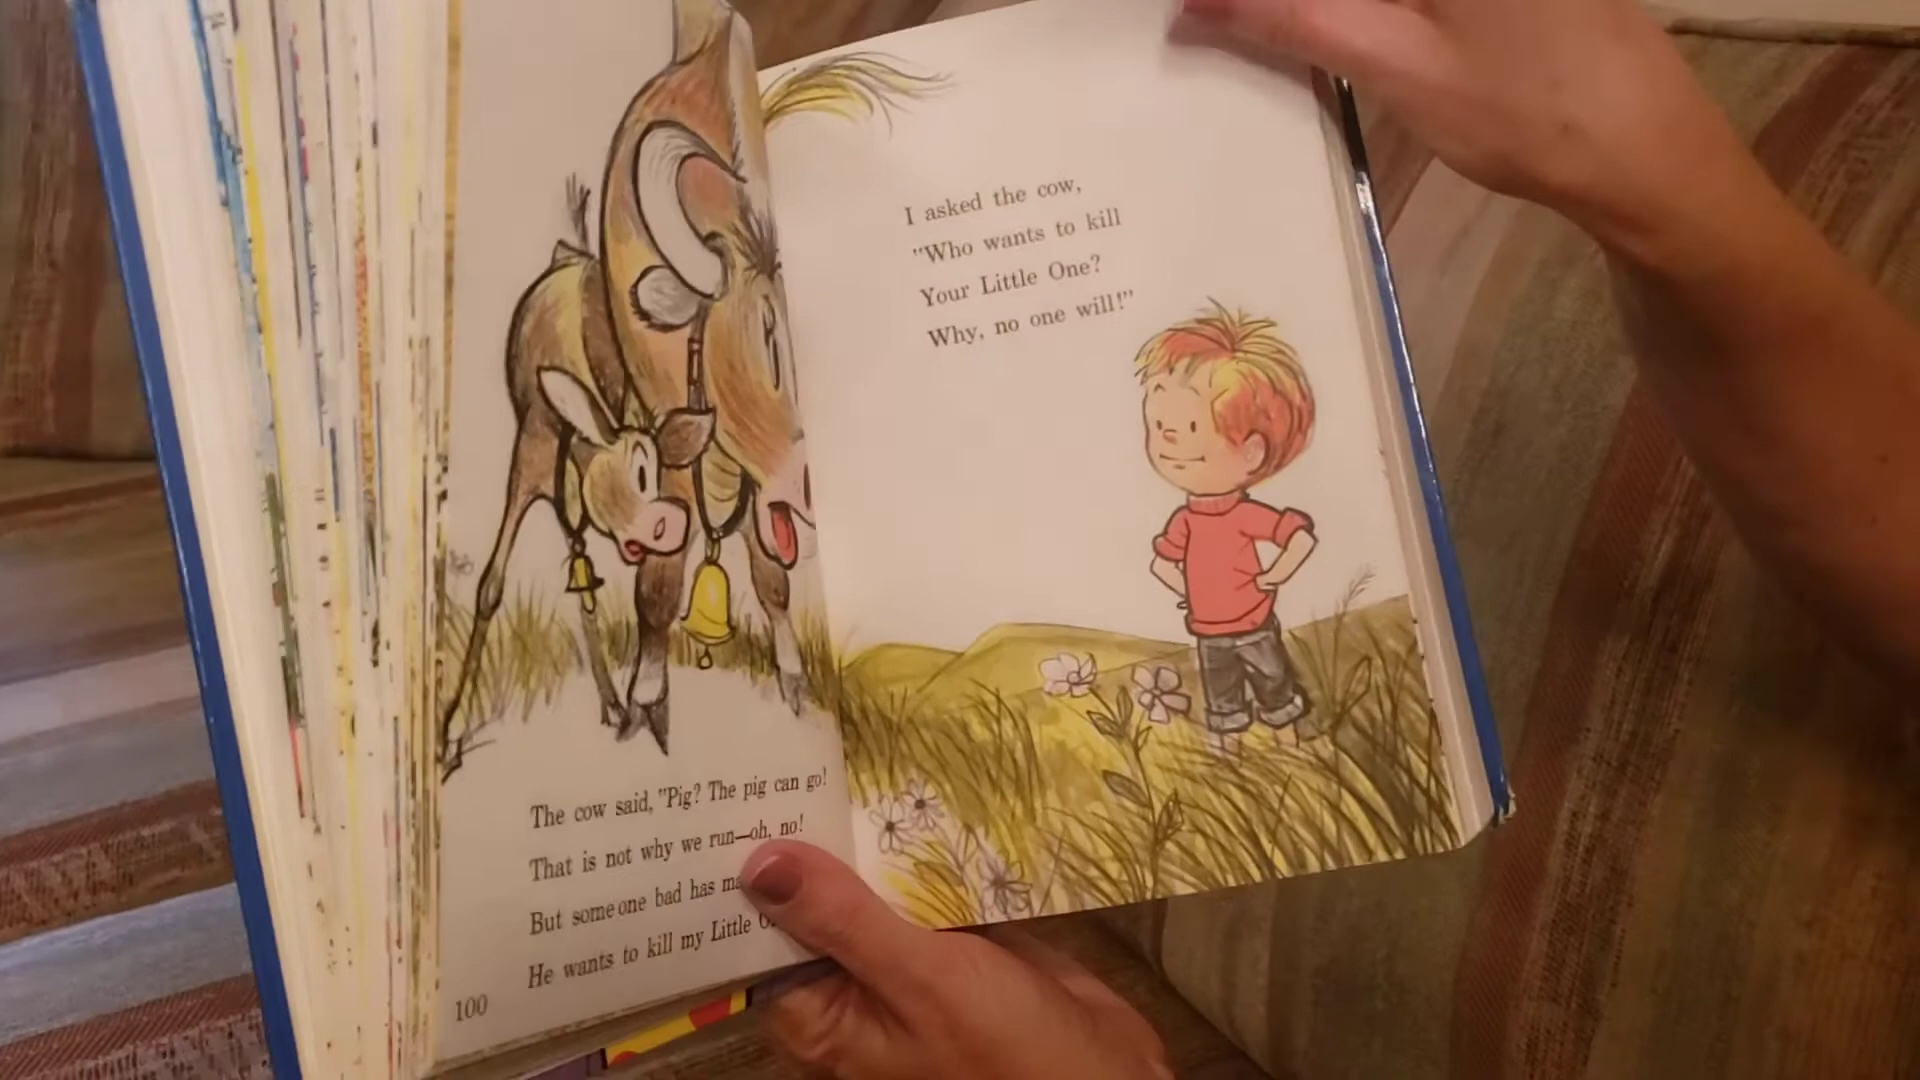 The cow said, "Pig? The pig can go!
That is not why we run—oh, no!
But someone bad has
He wants to kill my Little
100
I asked the cow,
"Who wants to kill
Your Little One?
Why, no one will!"